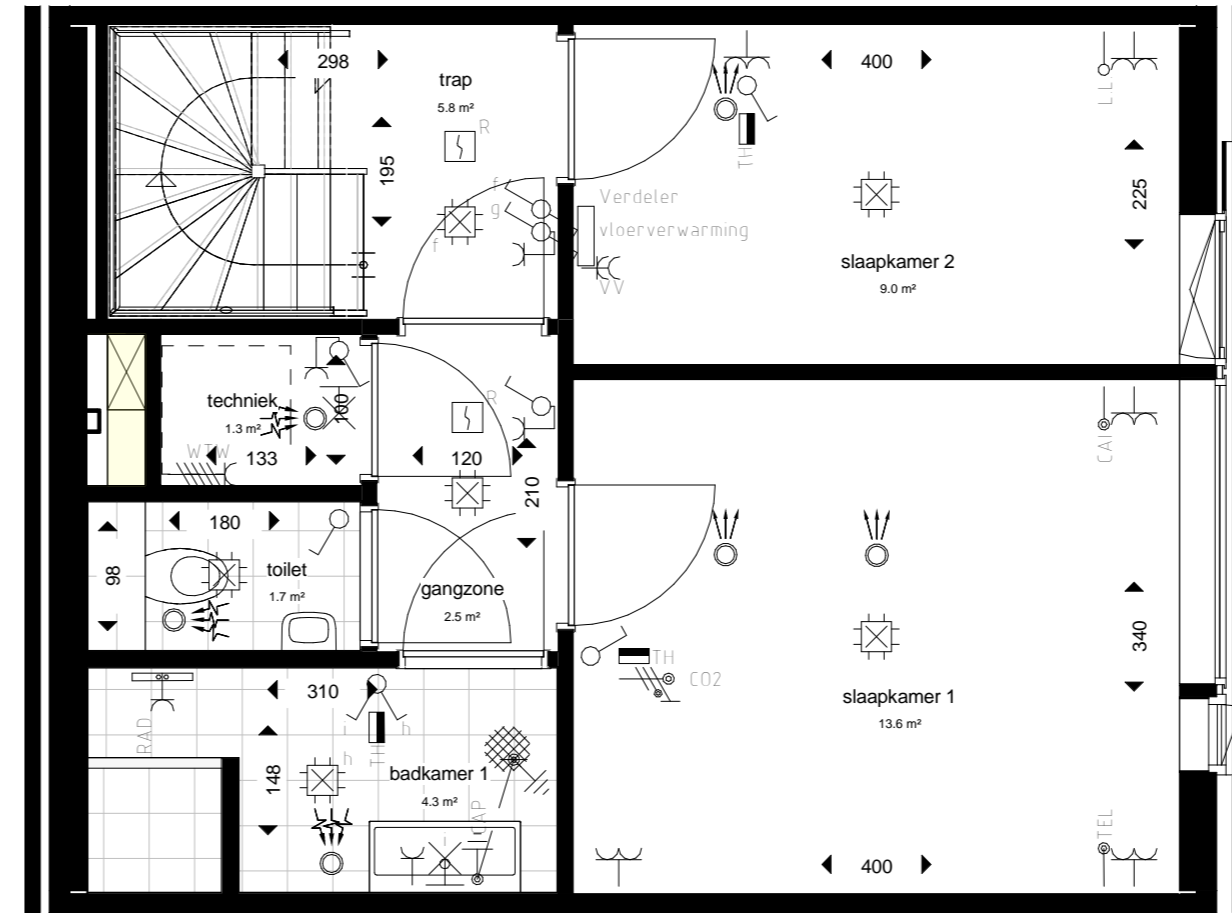 298
trap
5.8 m²
R
195
f
g
f
400
L.L.
TH
225
Verdeler
vloerverwarming
VV
slaapkamer 2
9.0 m²
techniek
1.3 m²
100
WTW
133
R
120
210
CAI
180
98
toilet
1.7 m²
gangzone
2.5 m²
340
TH
CO2
slaapkamer 1
13.6 m²
310
RAD
i
h
h
TH
148
badkamer 1
4.3 m²
CAP
TEL
400